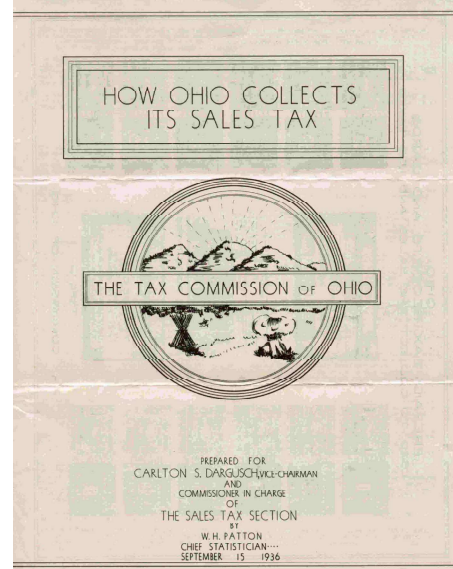 HOW OHIO COLLECTS
ITS SALES TAX
THE TAX COMMISSION OF OHIO
PREPARED FOR
CARLTON S. DARGUSCH, VICE-CHAIRMAN
AND
COMMISSIONER IN CHARGE
OF
THE SALES TAX SECTION
BY
W. H. PATTON
CHIEF STATISTICIAN····
SEPTEMBER 15 1936